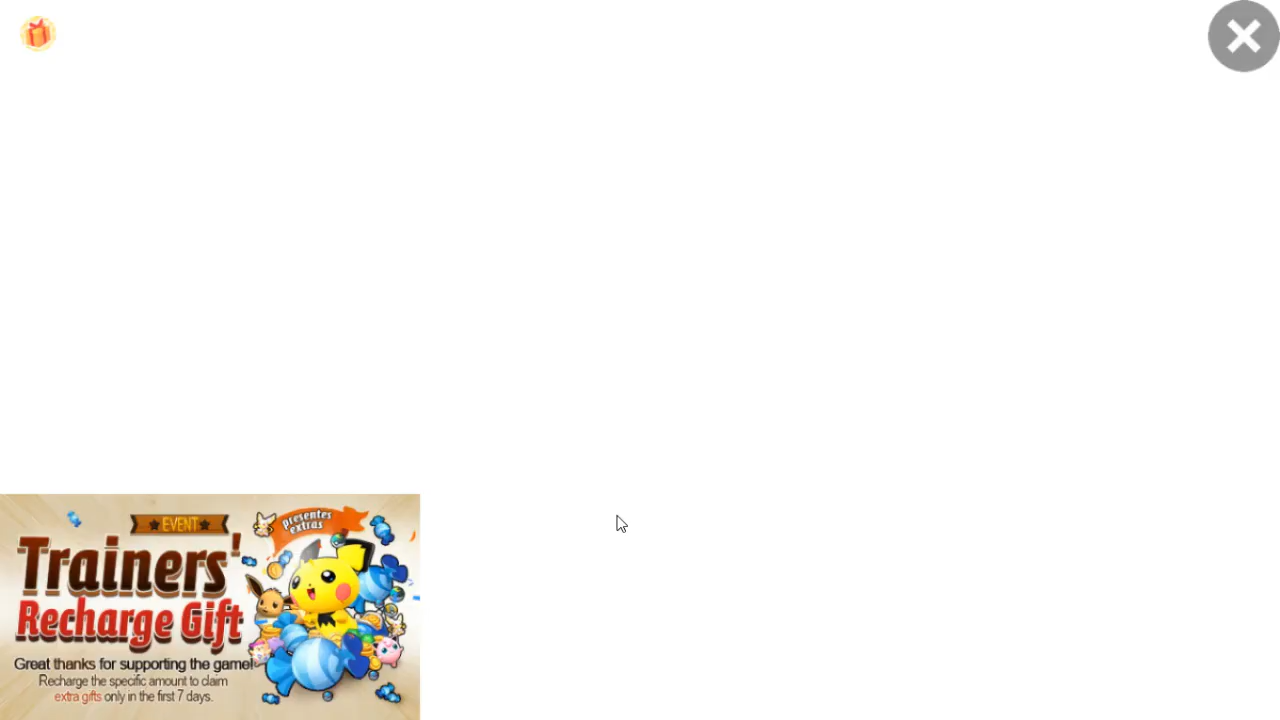 EVENT
presentes
extras
Trainers'
Recharge Gift
Great thanks for supporting the game!
Recharge the specific amount to claim
extra gifts only in the first 7 days.